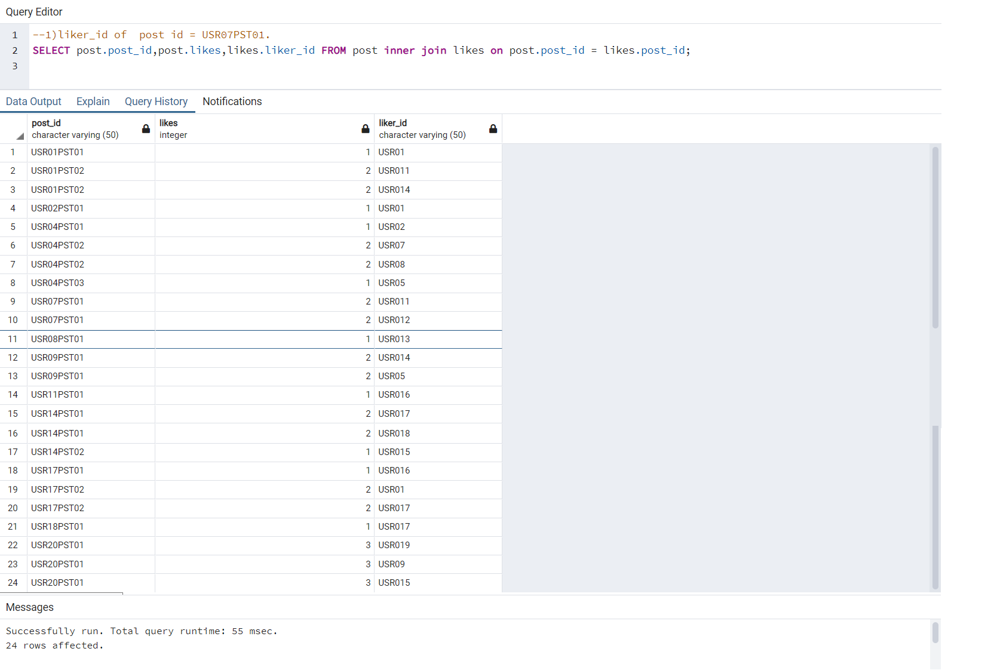 Query Editor
1 --1)liker_id of  post id = USR07PST01.
2 SELECT post.post_id,post.likes,likes.liker_id FROM post inner join likes on post.post_id = likes.post_id;
3
Data Output Explain Query History Notifications
post_id likes liker_id
character varying (50) integer character varying (50)
1 USR01PST01 1 USR01
2 USR01PST02 2 USR011
3 USR01PST02 2 USR014
4 USR02PST01 1 USR01
5 USR04PST01 1 USR02
6 USR04PST02 2 USR07
7 USR04PST02 2 USR08
8 USR04PST03 1 USR05
9 USR07PST01 2 USR011
10 USR07PST01 2 USR012
11 USR08PST01 1 USR013
12 USR09PST01 2 USR014
13 USR09PST01 2 USR05
14 USR11PST01 1 USR016
15 USR14PST01 2 USR017
16 USR14PST01 2 USR018
17 USR14PST02 1 USR015
18 USR17PST01 1 USR016
19 USR17PST02 2 USR01
20 USR17PST02 2 USR017
21 USR18PST01 1 USR017
22 USR20PST01 3 USR019
23 USR20PST01 3 USR09
24 USR20PST01 3 USR015
Messages
Successfully run. Total query runtime: 55 msec.
24 rows affected.